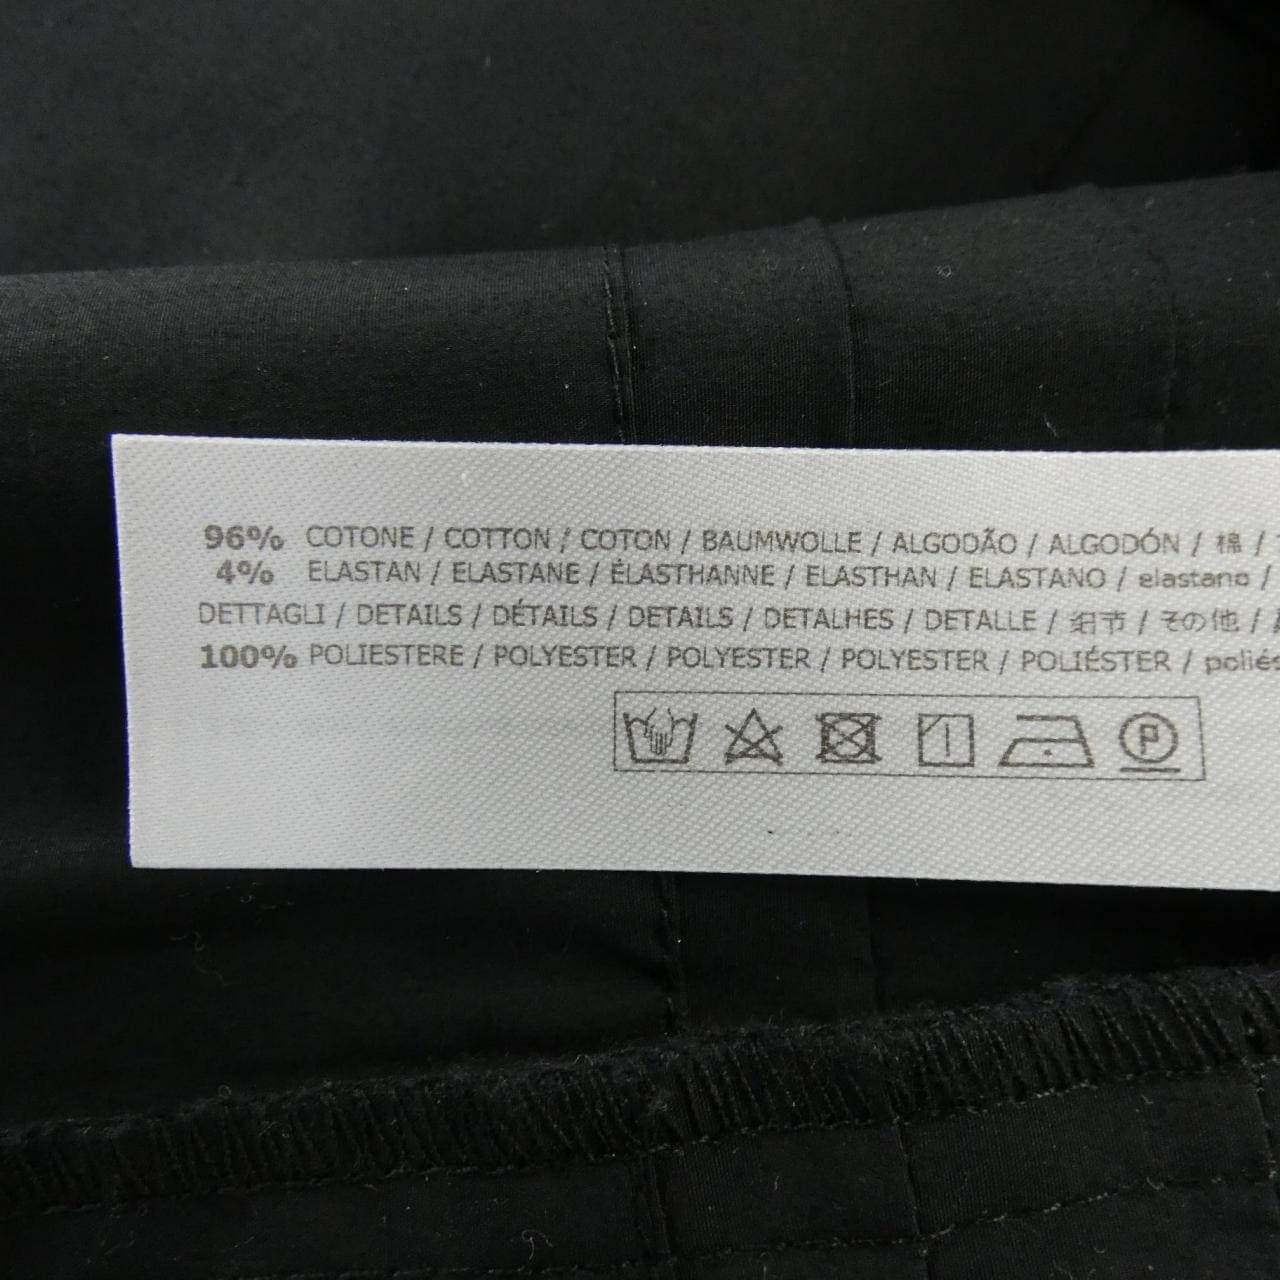 96% COTONE / COTTON / COTON / BAUMWOLLE / ALGODÃO / ALGODÓN / 棉 /
4% ELASTAN / ELASTANE / ÉLASTHANNE / ELASTHAN / ELASTANO / elastano /
DETTAGLI / DETAILS / DÉTAILS / DETAILS / DETALHES / DETALLE / 细节 / その他 /
100% POLIESTERE / POLYESTER / POLYESTER / POLYESTER / POLIÉSTER / poliés
P